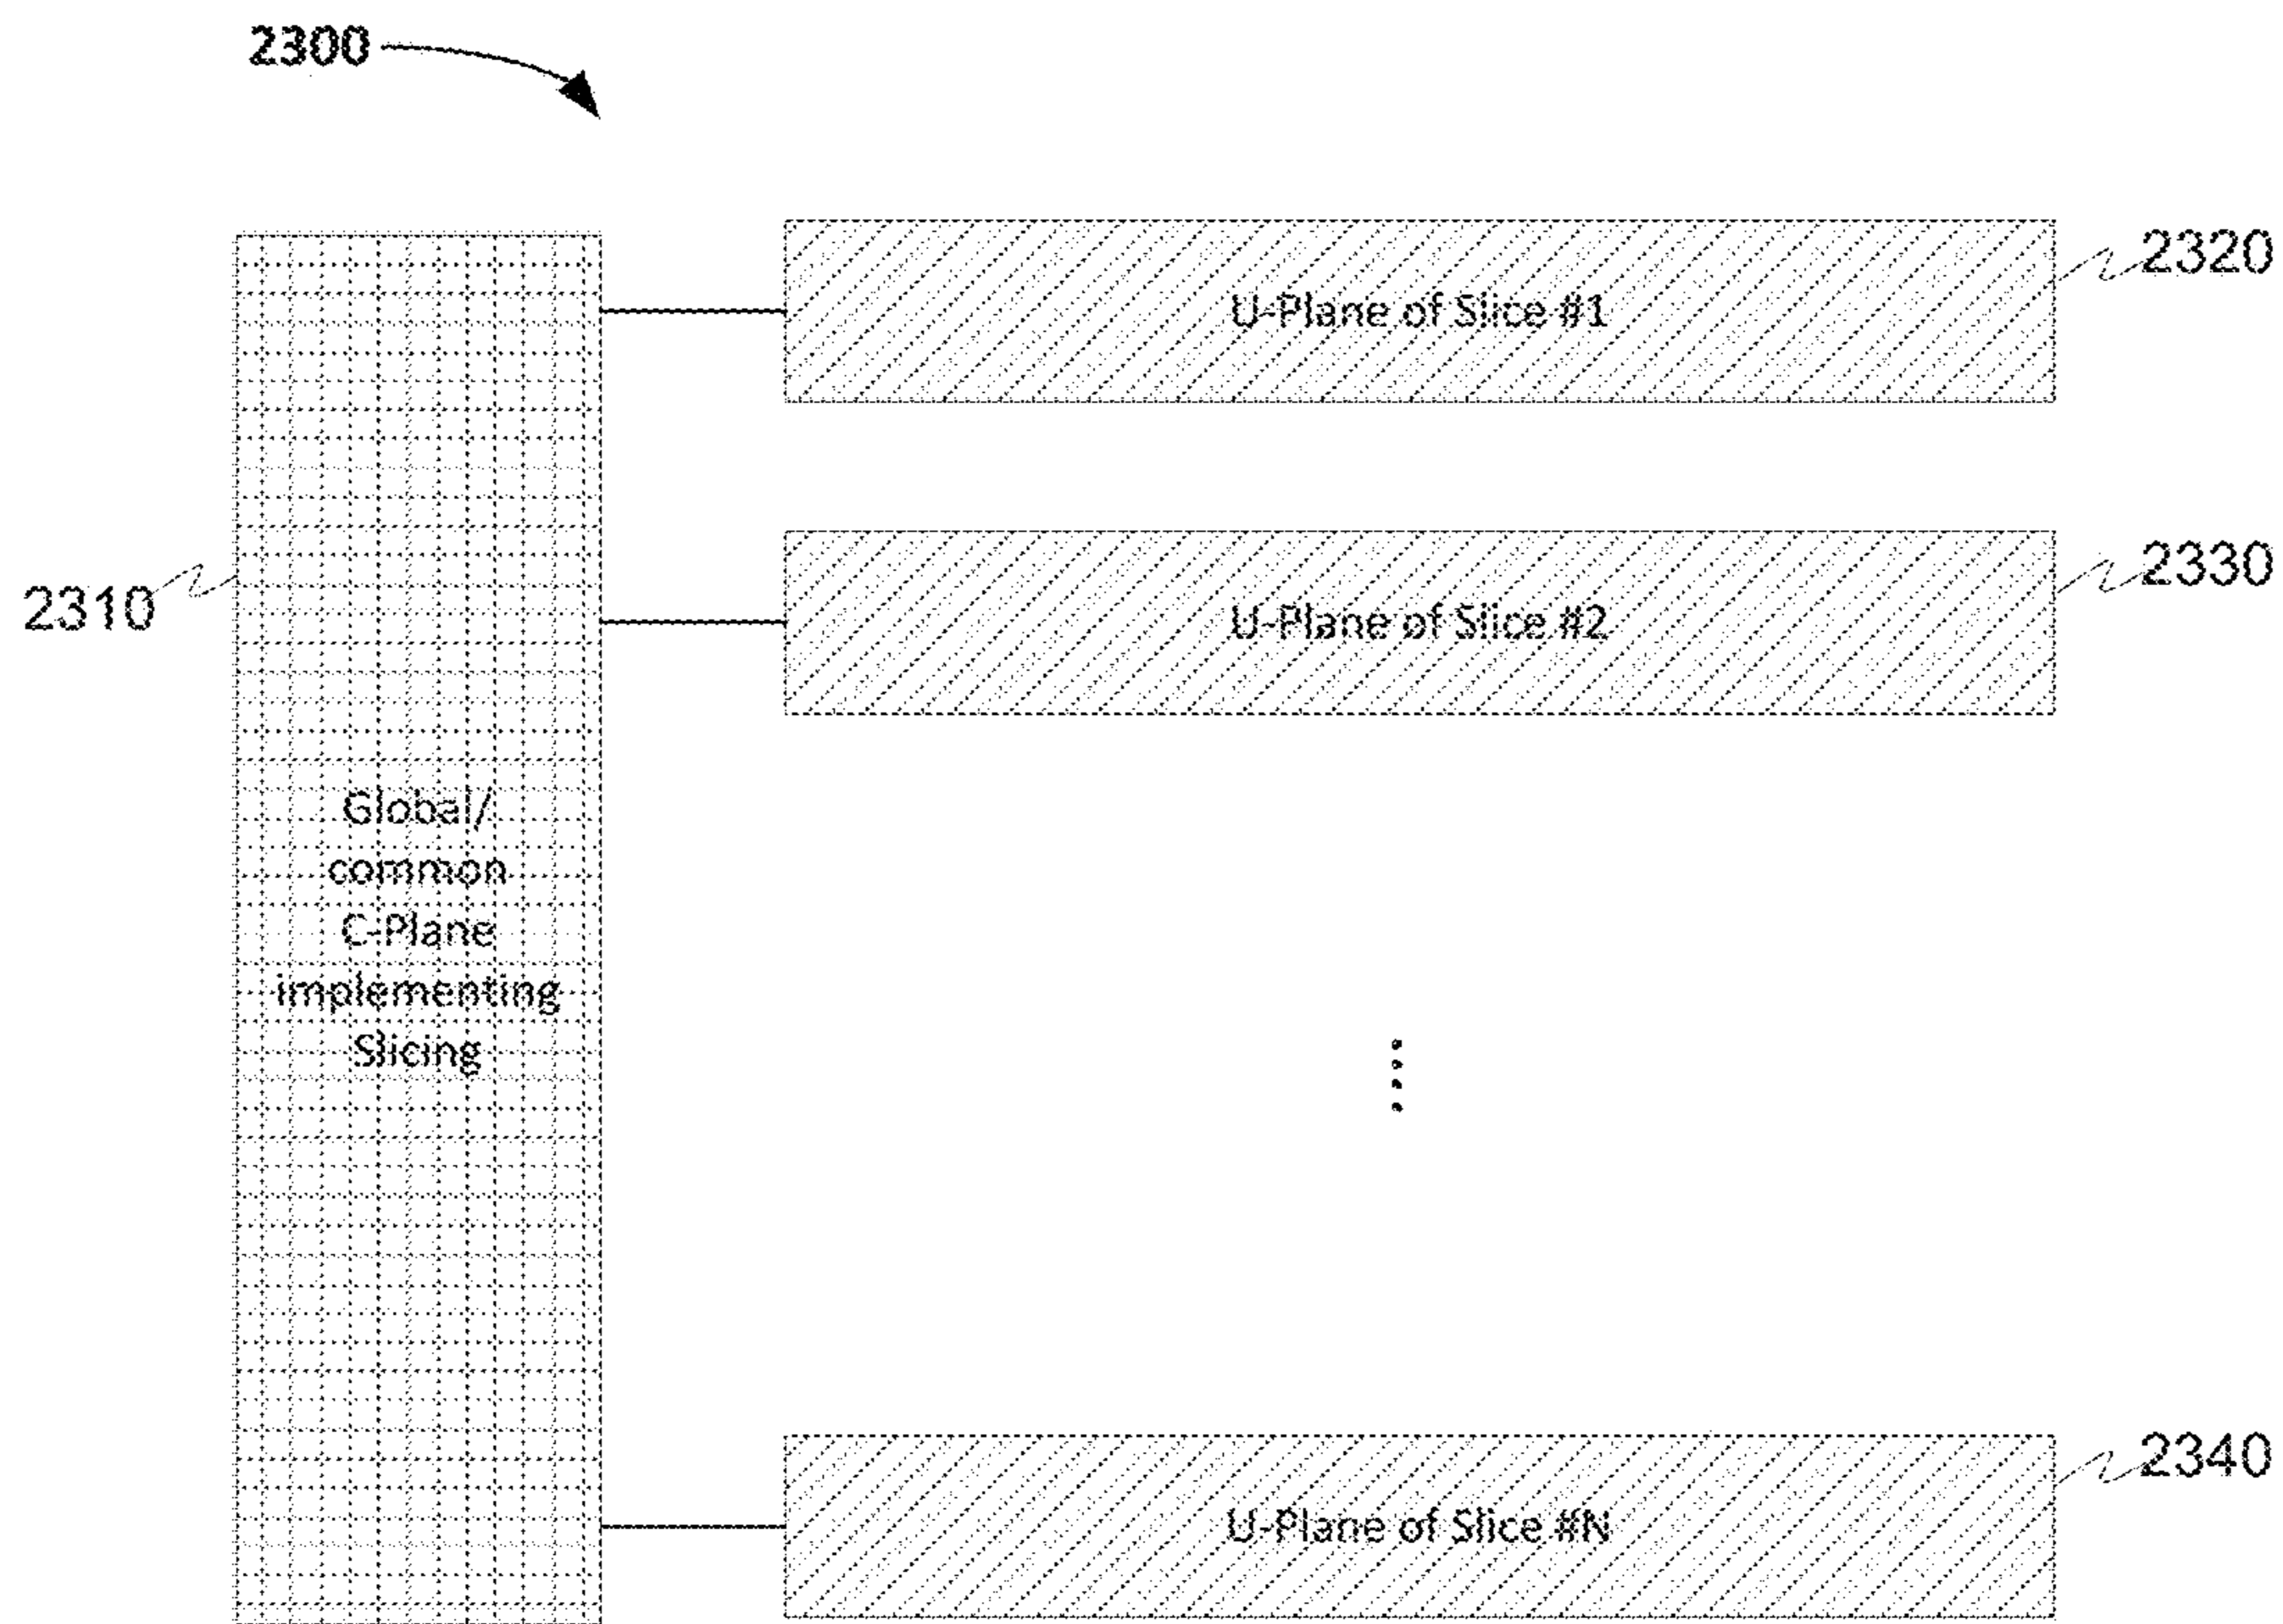 2300
2320
U-Plane of Slice #1
2330
2310
U-Plane of Slice #2
Global/
common
C-Plane
implementing
Slicing
2340
U-Plane of Slice #N